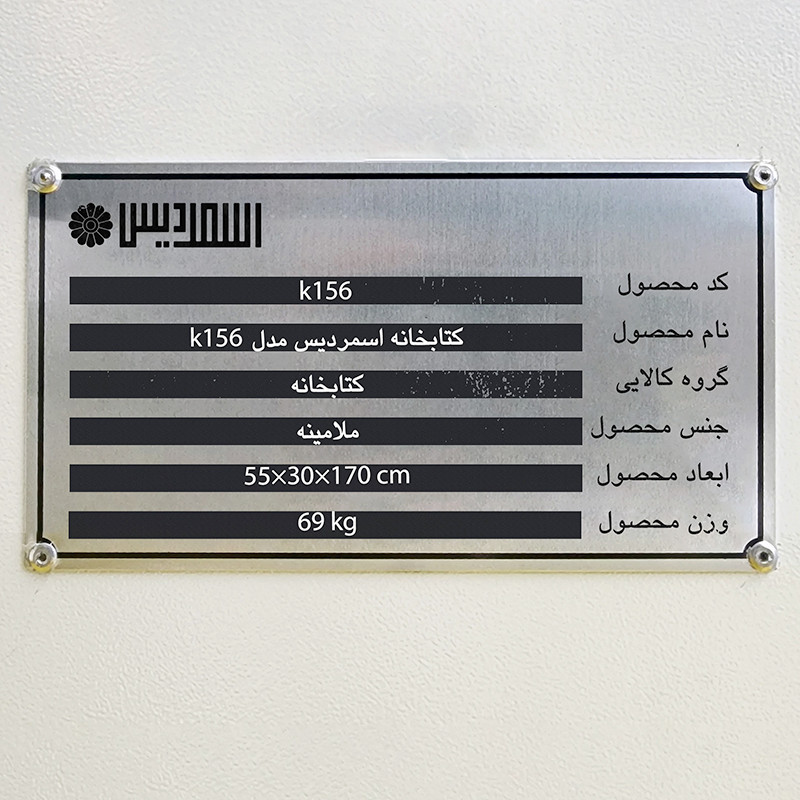 اسمردیس
کد محصول k156
نام محصول کتابخانه اسمردیس مدل k156
گروه کالایی کتابخانه
جنس محصول ملامینه
ابعاد محصول 55×30×170 cm
وزن محصول 69 kg